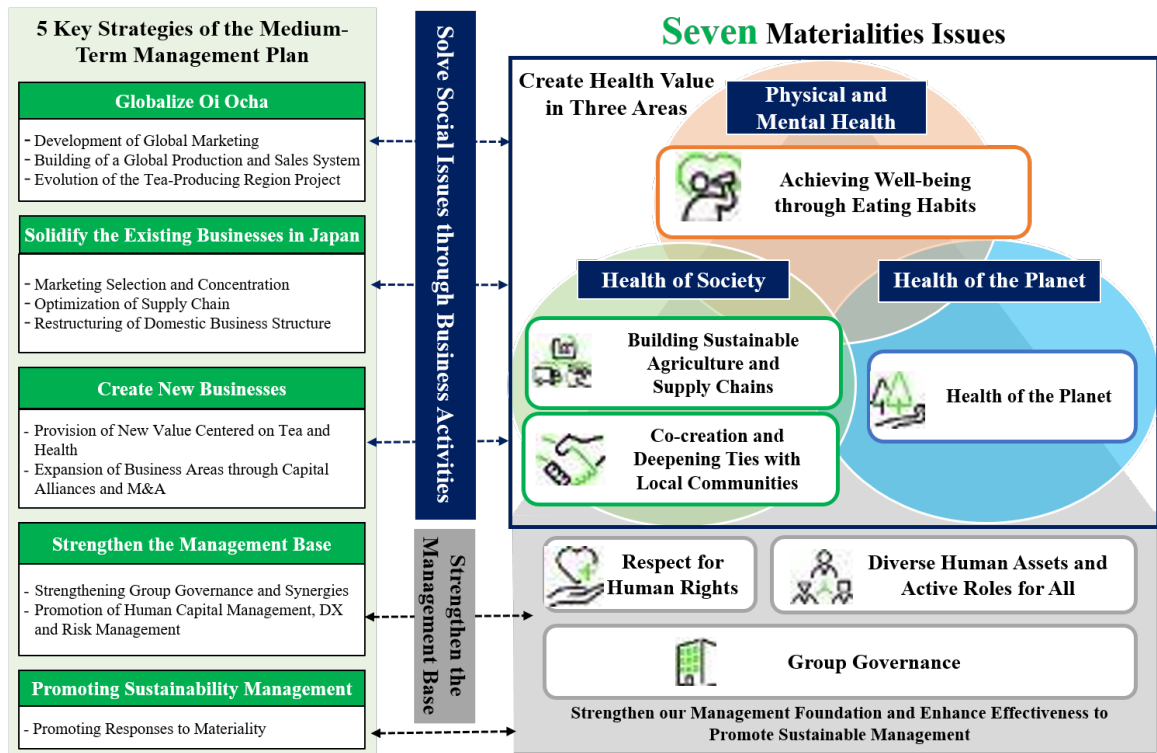 5 Key Strategies of the Medium-
Term Management Plan
Globalize Oi Ocha
- Development of Global Marketing
- Building of a Global Production and Sales System
- Evolution of the Tea-Producing Region Project
Solidify the Existing Businesses in Japan
- Marketing Selection and Concentration
- Optimization of Supply Chain
- Restructuring of Domestic Business Structure
Create New Businesses
- Provision of New Value Centered on Tea and
Health
- Expansion of Business Areas through Capital
Alliances and M&A
Strengthen the Management Base
- Strengthening Group Governance and Synergies
- Promotion of Human Capital Management, DX
and Risk Management
Promoting Sustainability Management
- Promoting Responses to Materiality
Solve Social Issues through Business Activities
Strengthen the
Management Base
Seven Materialities Issues
Create Health Value
in Three Areas
Physical and
Mental Health
Achieving Well-being
through Eating Habits
Health of Society
Building Sustainable
Agriculture and
Supply Chains
Co-creation and
Deepening Ties with
Local Communities
Health of the Planet
Health of the Planet
Respect for
Human Rights
Diverse Human Assets and
Active Roles for All
Group Governance
Strengthen our Management Foundation and Enhance Effectiveness to
Promote Sustainable Management